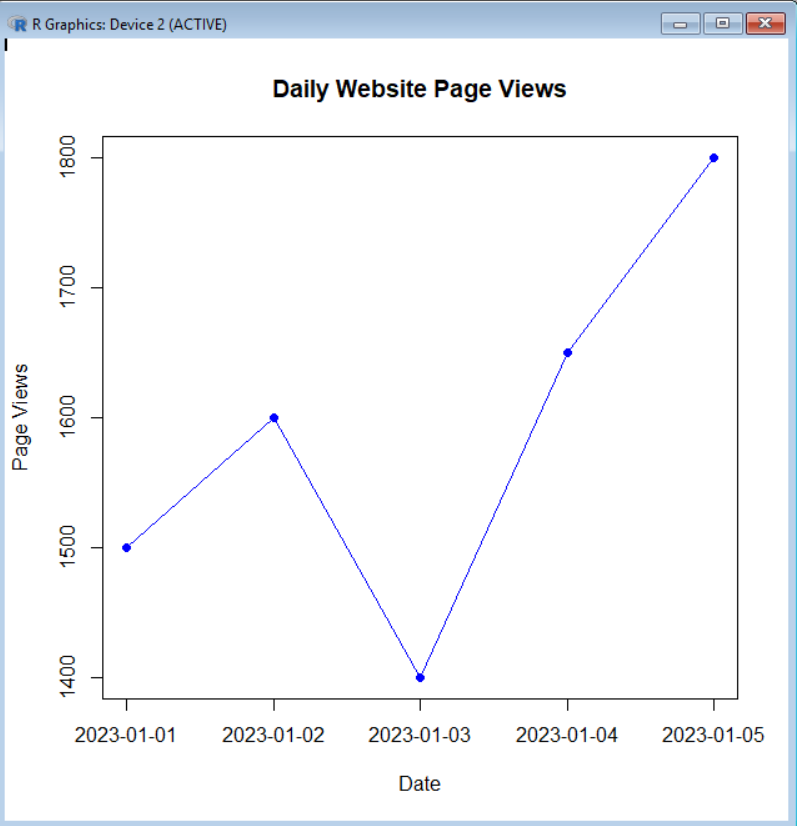 R Graphics: Device 2 (ACTIVE)
Daily Website Page Views
1800
1700
1600
1500
1400
Page Views
2023-01-01 2023-01-02 2023-01-03 2023-01-04 2023-01-05
Date